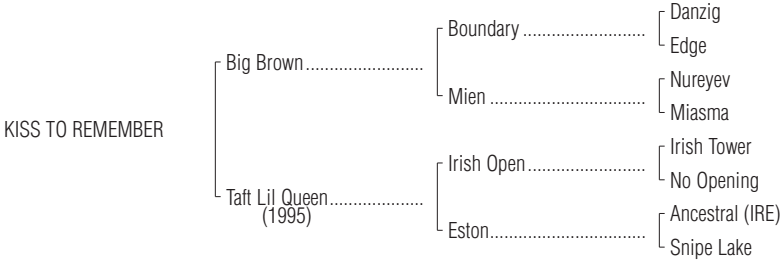 Danzig
Boundary ........................
Edge
Big Brown.......................
Nureyev
Mien ...............................
Miasma
KISS TO REMEMBER
Irish Tower
Irish Open.......................
No Opening
Taft Lil Queen..................
(1995)
Ancestral (IRE)
Eston...............................
Snipe Lake